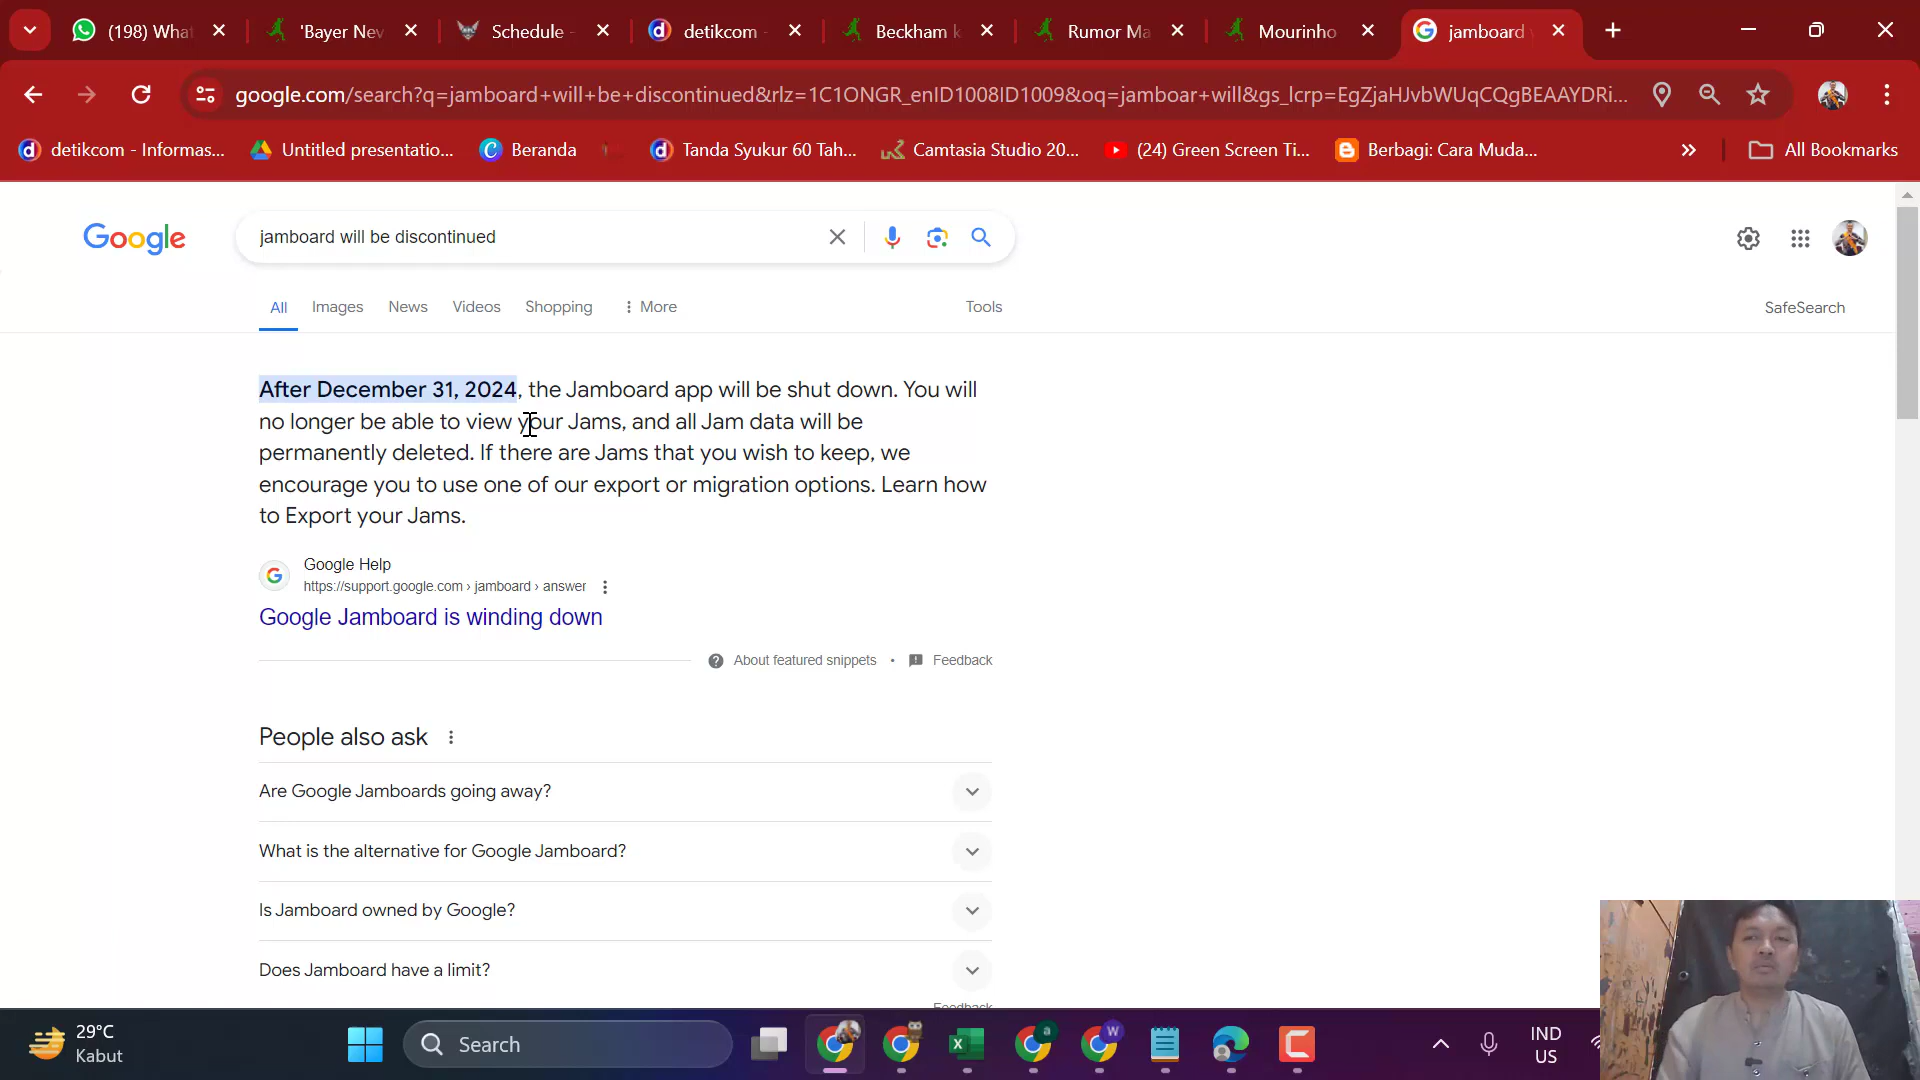 (198) What
'Bayer Nev
Schedule -
detikcom -
Beckham k
Rumor Ma
Mourinho
jamboard
google.com/search?q=jamboard+will+be+discontinued&rlz=1C1ONGR_enID1008ID1009&oq=jamboar+will&gs_lcrp=EgZjaHJvbWUqCQgBEAAYDRi...
detikcom - Informas...
Untitled presentatio...
Beranda
Tanda Syukur 60 Tah...
Camtasia Studio 20...
(24) Green Screen Ti...
Berbagi: Cara Muda...
All Bookmarks
Google
jamboard will be discontinued
All
Images
News
Videos
Shopping
More
Tools
SafeSearch
After December 31, 2024, the Jamboard app will be shut down. You will
no longer be able to view your Jams, and all Jam data will be
permanently deleted. If there are Jams that you wish to keep, we
encourage you to use one of our export or migration options. Learn how
to Export your Jams.
Google Help
https://support.google.com › jamboard › answer
Google Jamboard is winding down
About featured snippets
•
Feedback
People also ask
Are Google Jamboards going away?
What is the alternative for Google Jamboard?
Is Jamboard owned by Google?
Does Jamboard have a limit?
Feedback
29°C
Kabut
Search
IND
US